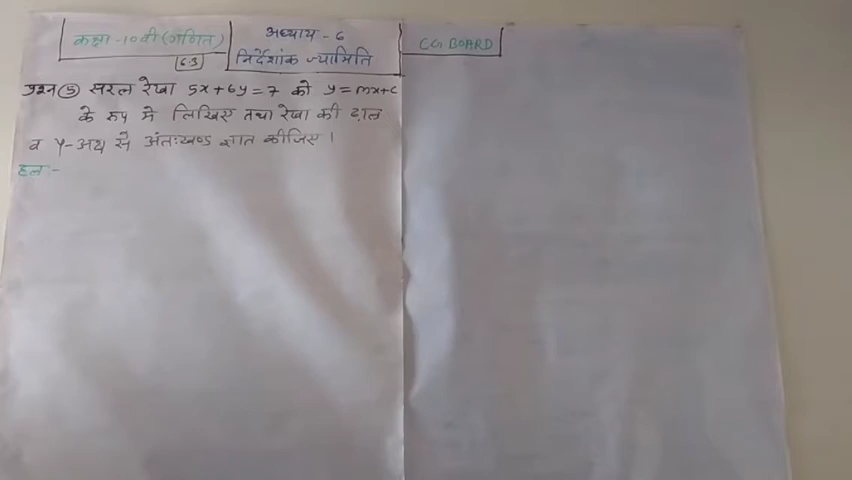 कक्षा -10वी (गणित)
अध्याय - 6
CG BOARD
6.3
निर्देशांक ज्यामिति
प्रश्न ⑤ सरल रेखा 5x+6y=7 को y=mx+c
के रूप मे लिखिए तथा रेखा की ढ़ाल
व Y-अक्ष से अंतःखण्ड ज्ञात कीजिए।
हल:-